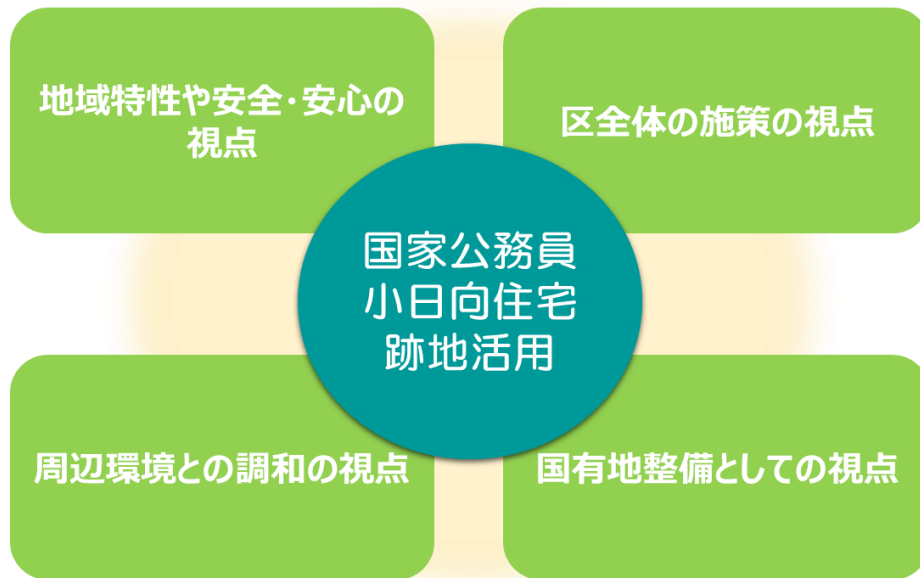 地域特性や安全・安心の
視点
区全体の施策の視点
国家公務員
小日向住宅
跡地活用
周辺環境との調和の視点
国有地整備としての視点